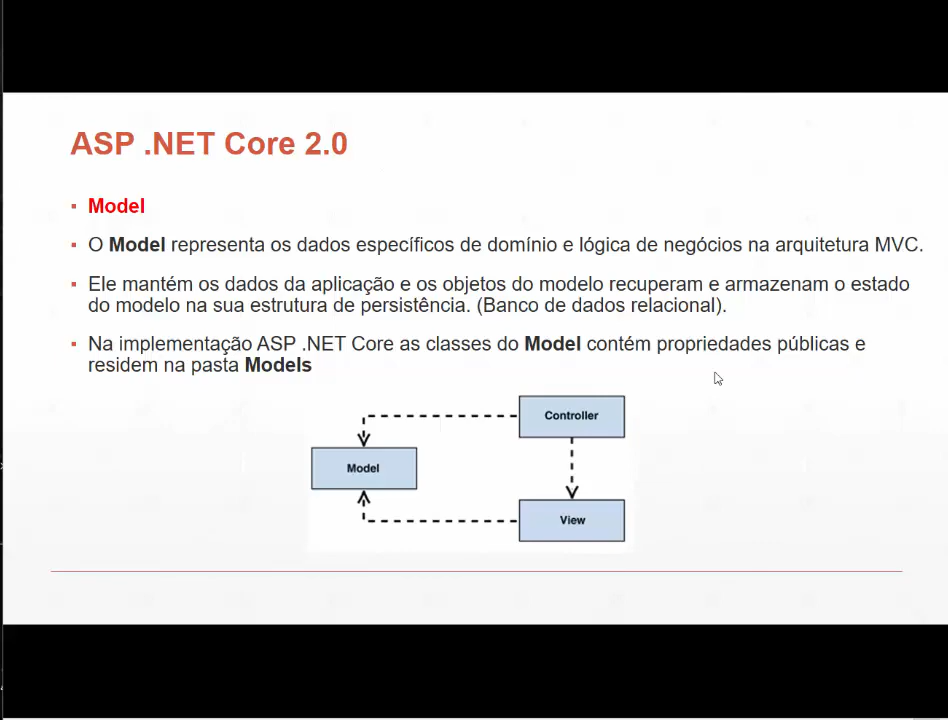 ASP .NET Core 2.0
▪ Model
▪ O Model representa os dados específicos de domínio e lógica de negócios na arquitetura MVC.
▪ Ele mantém os dados da aplicação e os objetos do modelo recuperam e armazenam o estado
do modelo na sua estrutura de persistência. (Banco de dados relacional).
▪ Na implementação ASP .NET Core as classes do Model contém propriedades públicas e
residem na pasta Models
Controller
Model
View